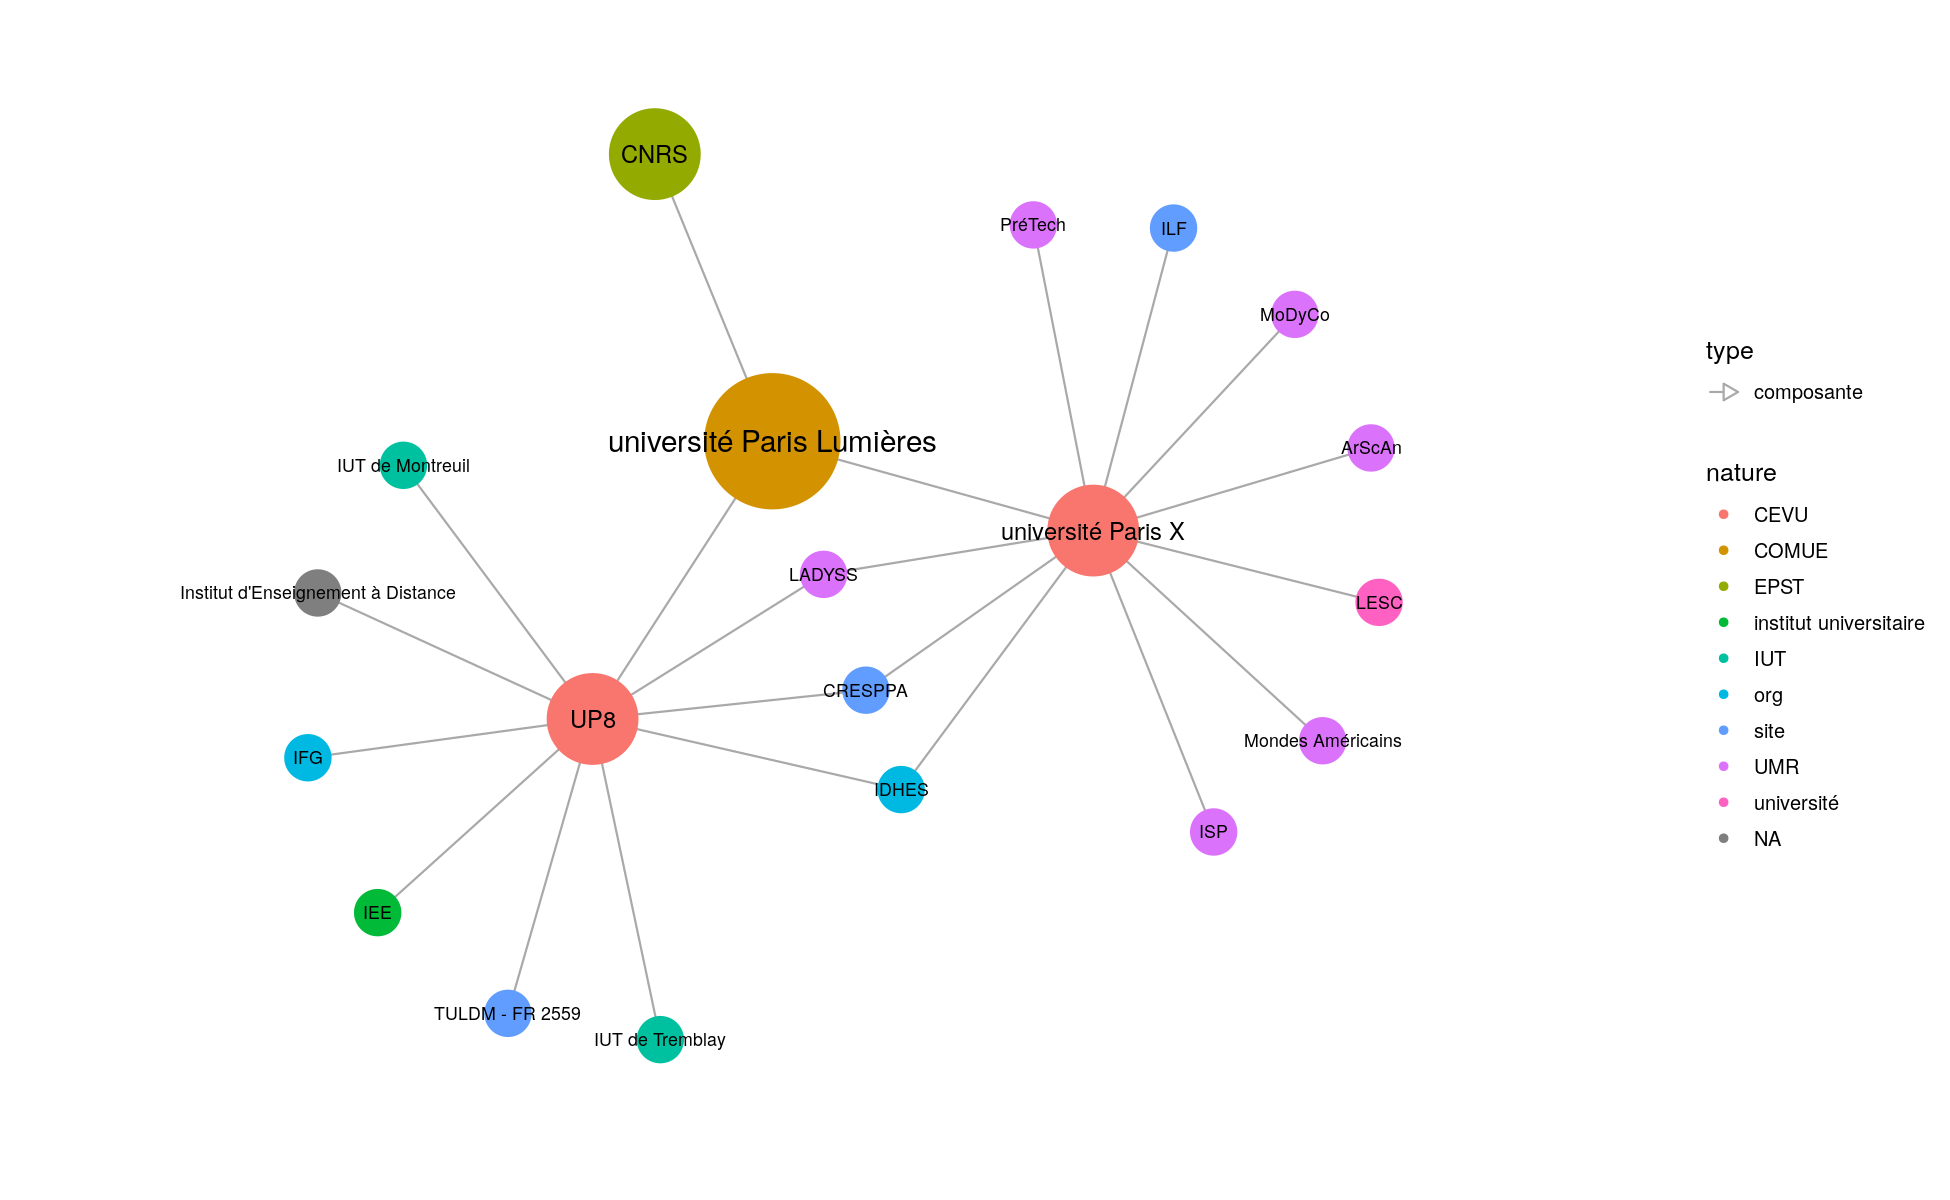 CNRS
PréTech
ILF
MoDyCo
université Paris Lumières
ArScAn
IUT de Montreuil
université Paris X
LADYSS
Institut d'Enseignement à Distance
LESC
CRESPPA
UP8
Mondes Américains
IFG
IDHES
ISP
IEE
TULDM - FR 2559
IUT de Tremblay
type
composante
nature
CEVU
COMUE
EPST
institut universitaire
IUT
org
site
UMR
université
NA